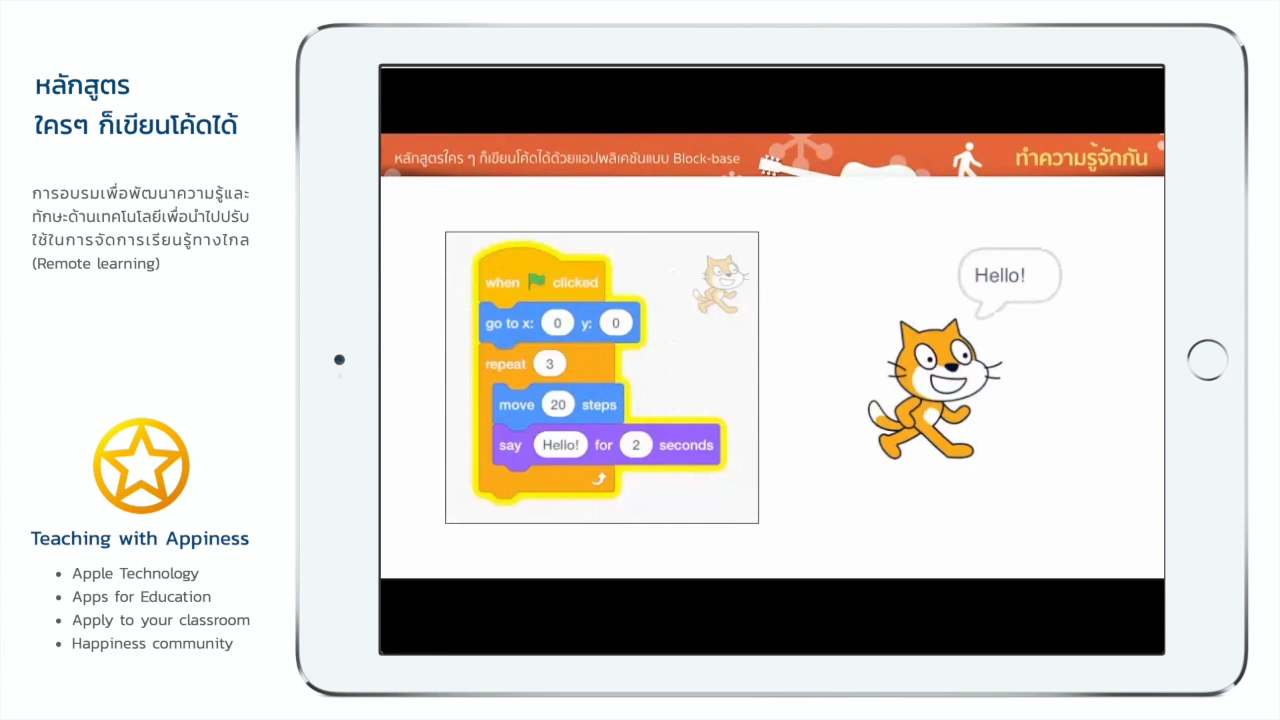 หลักสูตร
ใครๆ ก็เขียนโค้ดได้
การอบรมเพื่อพัฒนาความรู้และ
ทักษะด้านเทคโนโลยีเพื่อนำไปปรับ
ใช้ในการจัดการเรียนรู้ทางไกล
(Remote learning)
Teaching with Appiness
• Apple Technology
• Apps for Education
• Apply to your classroom
• Happiness community
หลักสูตรใคร ๆ ก็เขียนโค้ดได้ด้วยแอปพลิเคชันแบบ Block-base
ทำความรู้จักกัน
when clicked
go to x: 0 y: 0
repeat 3
move 20 steps
say Hello! for 2 seconds
Hello!